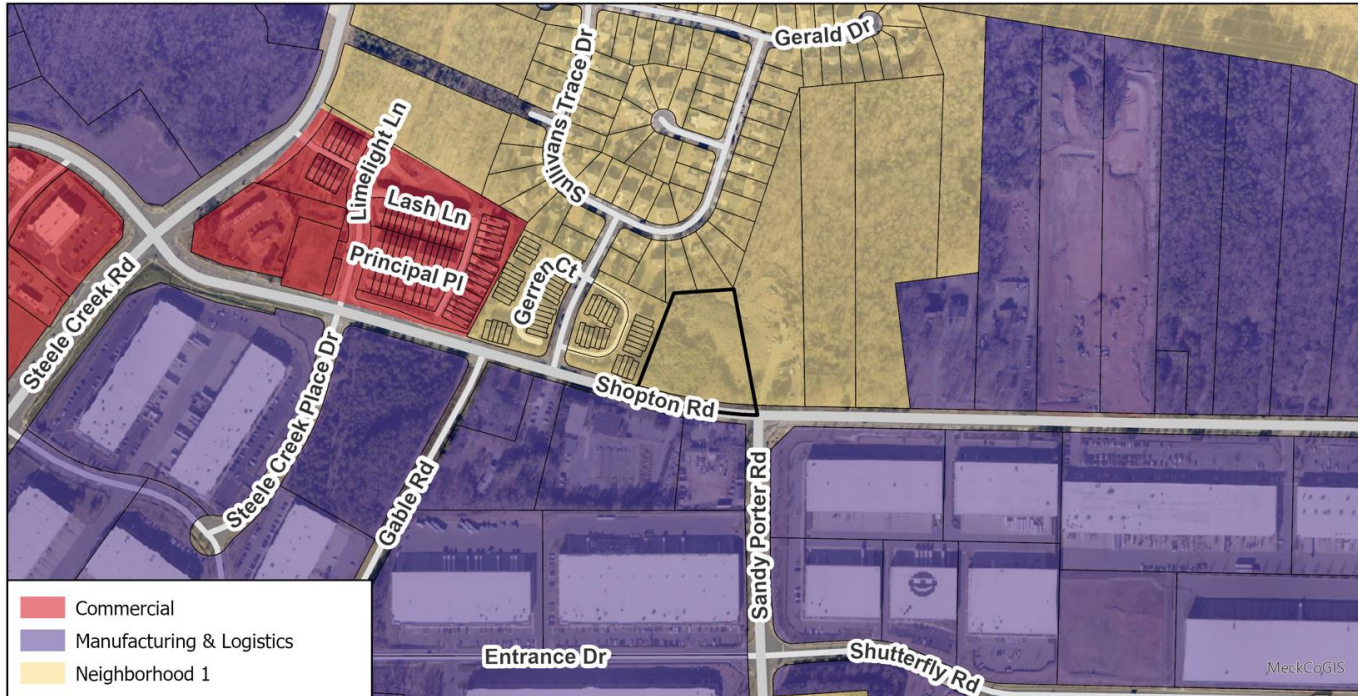 Gerald Dr
Sullivans Trace Dr
Limelight Ln
Lash Ln
Principal Pl
Gerren Ct
Steele Creek Rd
Steele Creek Place Dr
Shopton Rd
Gable Rd
Sandy Porter Rd
Entrance Dr
Shutterfly Rd
Commercial
Manufacturing & Logistics
Neighborhood 1
MeckCoGIS